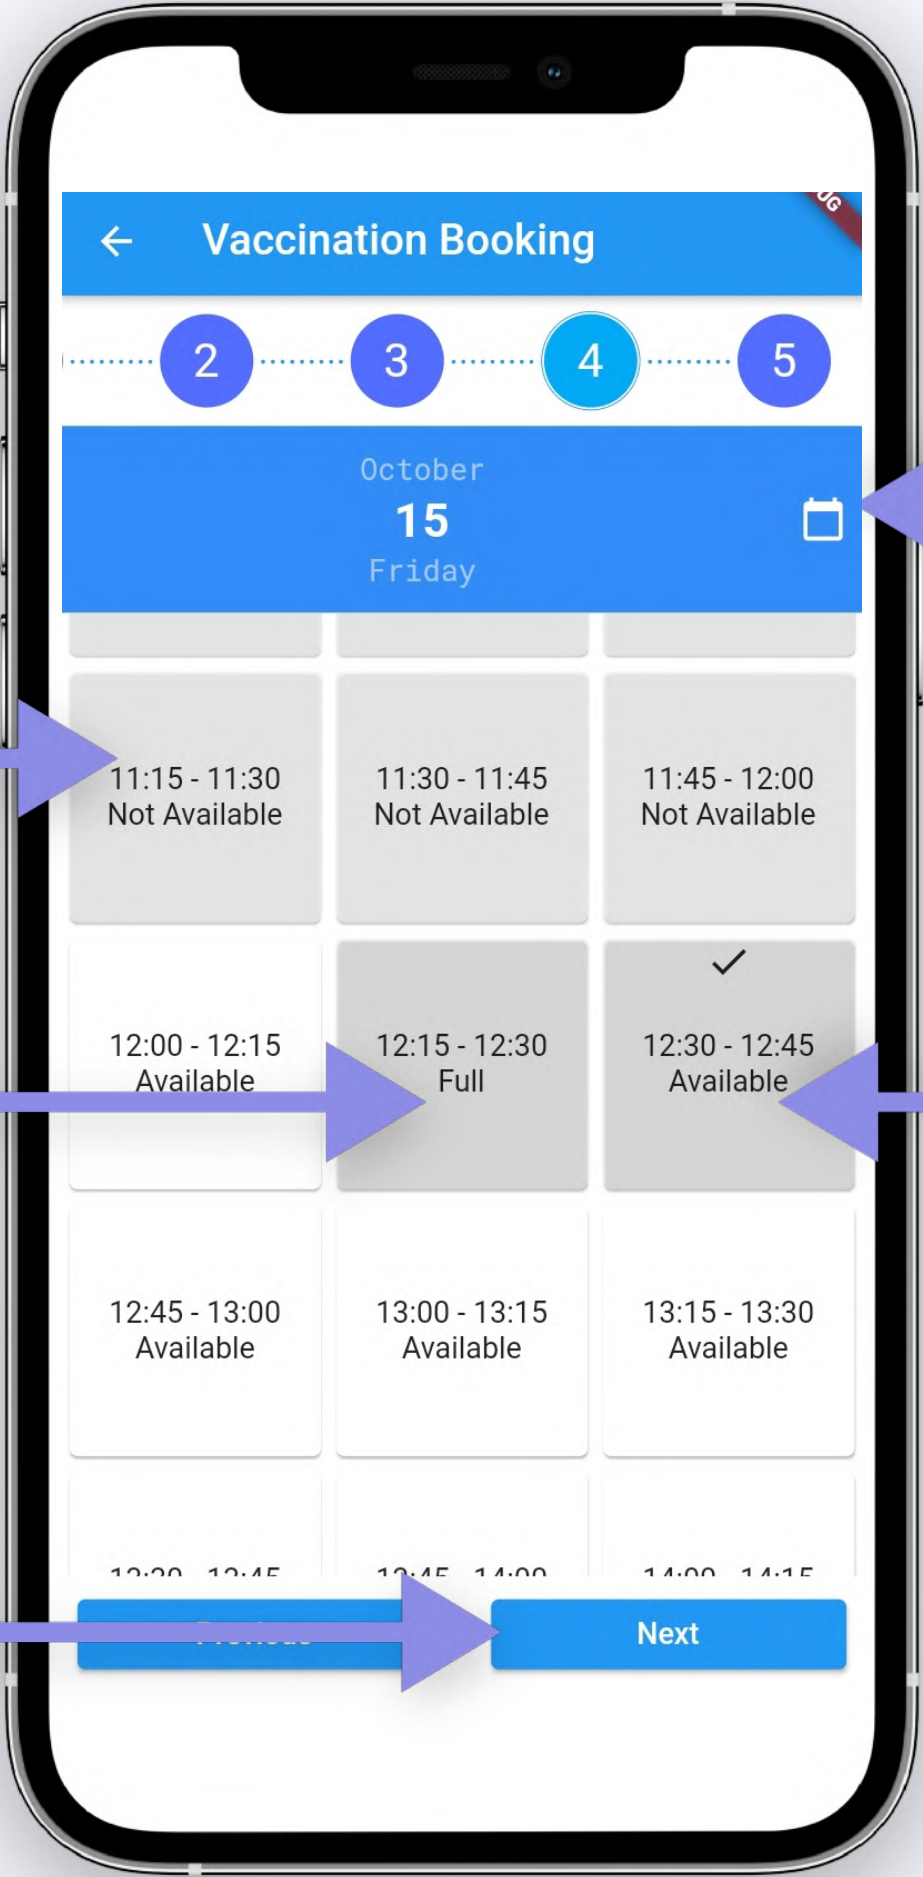 Vaccination Booking
2 3 4 5
October
15
Friday
11:15 - 11:30 11:30 - 11:45 11:45 - 12:00
Not Available Not Available Not Available
12:00 - 12:15 12:15 - 12:30 12:30 - 12:45
Available Full Available
12:45 - 13:00 13:00 - 13:15 13:15 - 13:30
Available Available Available
Next